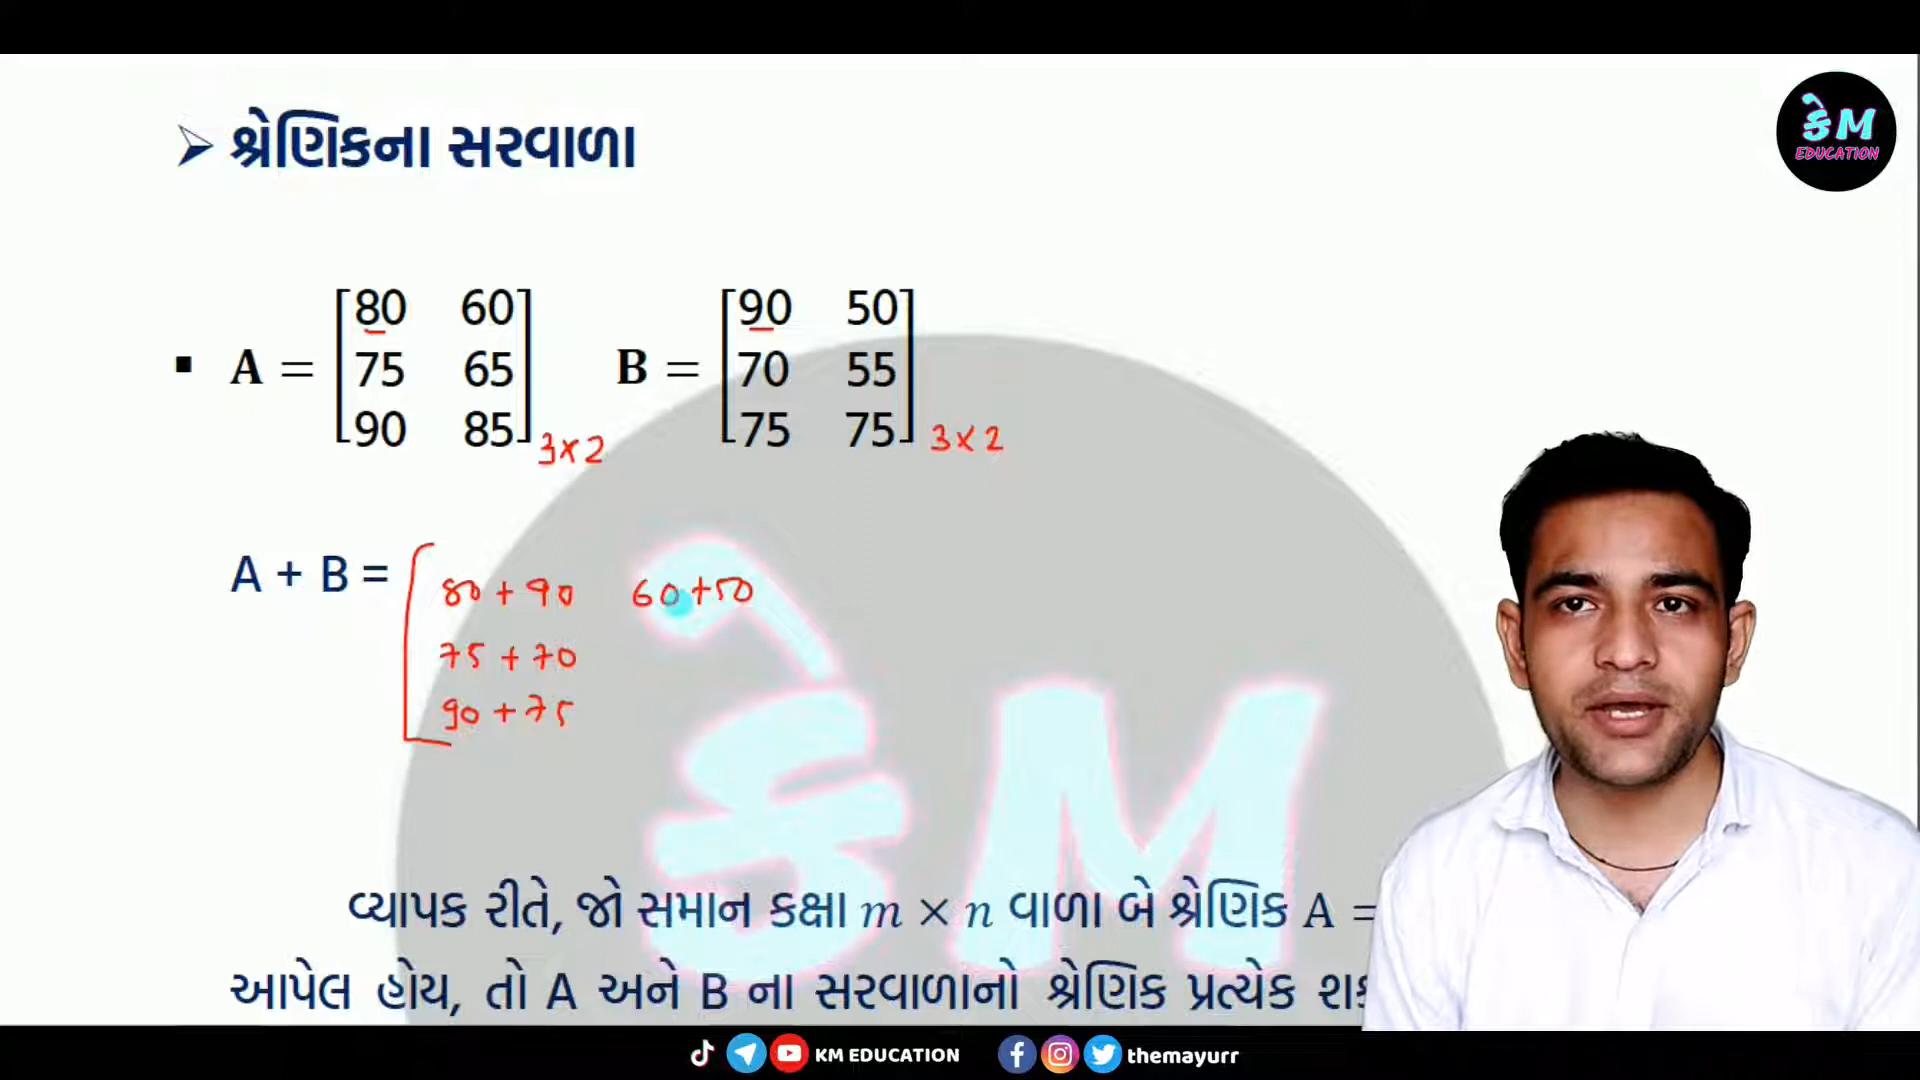 કેM
EDUCATION
➤ શ્રેણિકના સરવાળા
▪ A = [80 60] B = [90 50]
[75 65] [70 55]
[90 85] 3×2 [75 75] 3×2
A + B = [80+90 60+50
75+70
90+75
વ્યાપક રીતે, જો સમાન કક્ષા m × n વાળા બે શ્રેણિક A =
આપેલ હોય, તો A અને B ના સરવાળાનો શ્રેણિક પ્રત્યેક
કેM
KM EDUCATION themayurr